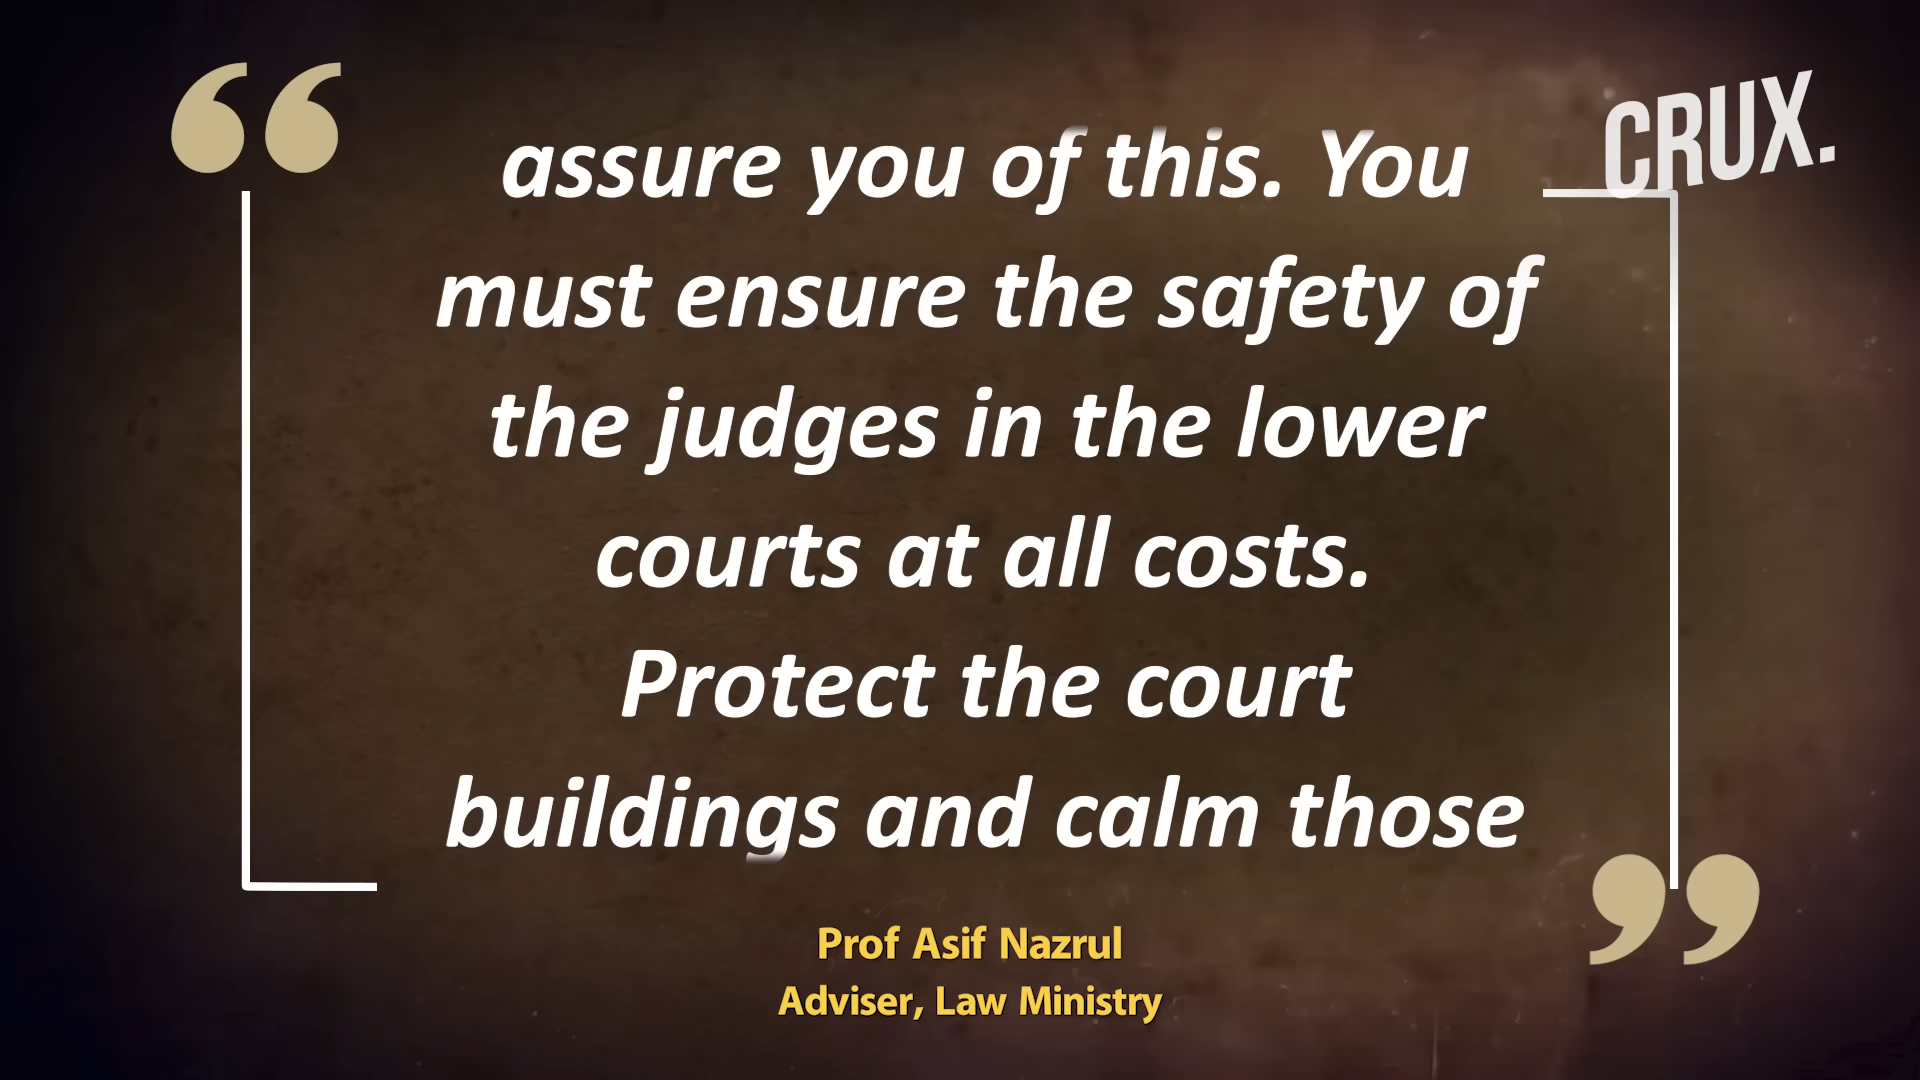 CRUX.
assure you of this. You
must ensure the safety of
the judges in the lower
courts at all costs.
Protect the court
buildings and calm those
Prof Asif Nazrul
Adviser, Law Ministry